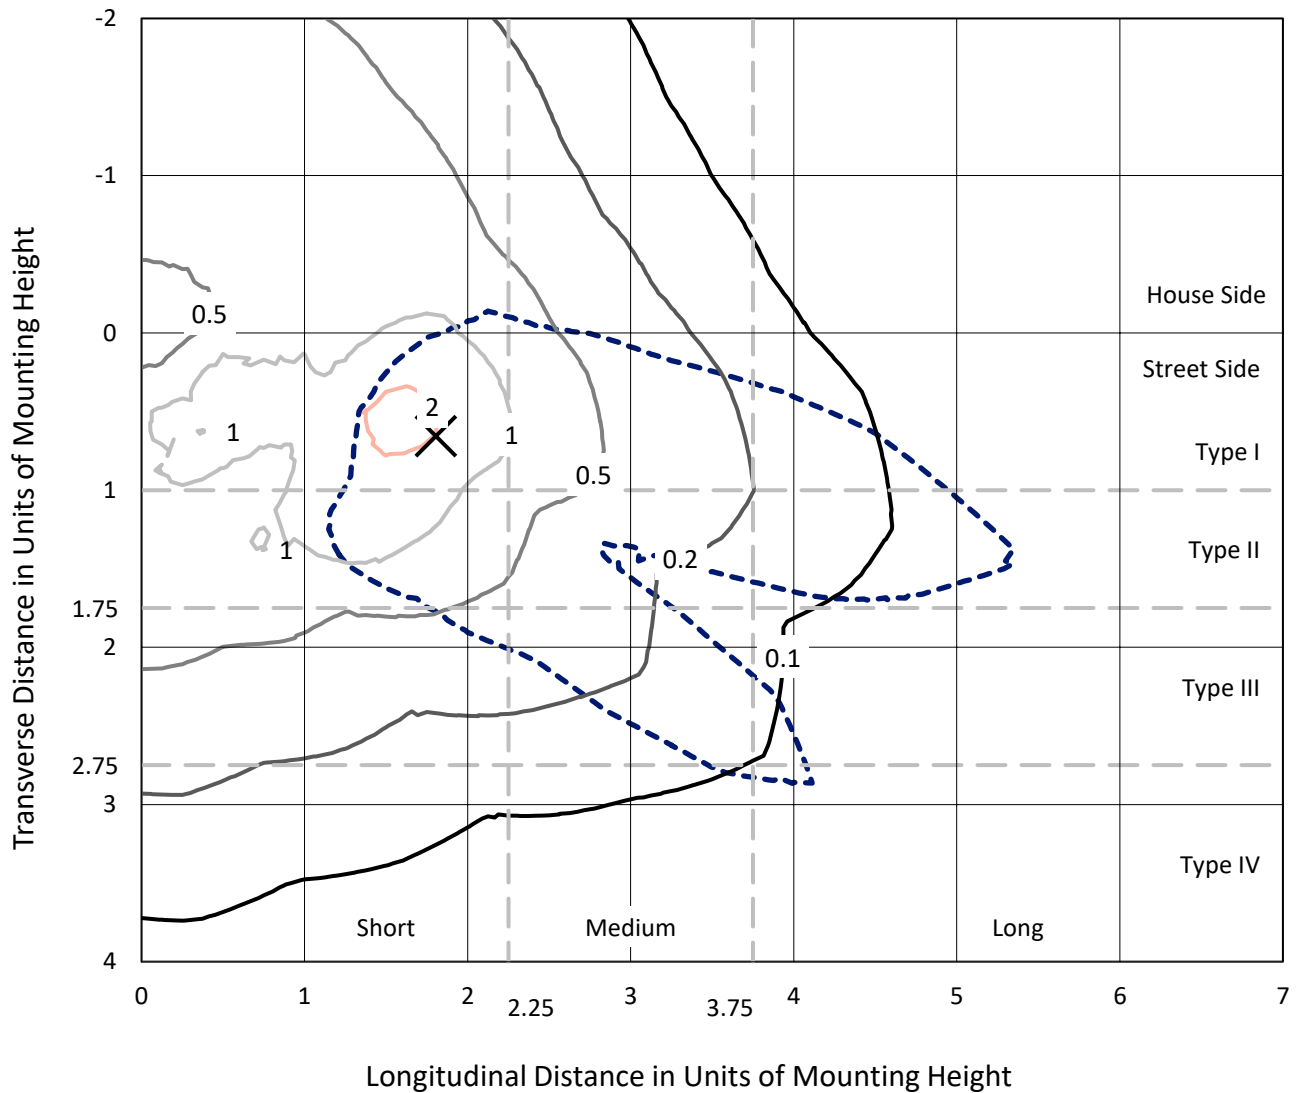 -2
-1
House Side
0.5
0
Street Side
2
1
1
Type I
0.5
1
1
Type II
0.2
1.75
2
0.1
Type III
2.75
3
Type IV
Short
Medium
Long
4
0
1
2
2.25
3
3.75
4
5
6
7
Transverse Distance in Units of Mounting Height
Longitudinal Distance in Units of Mounting Height